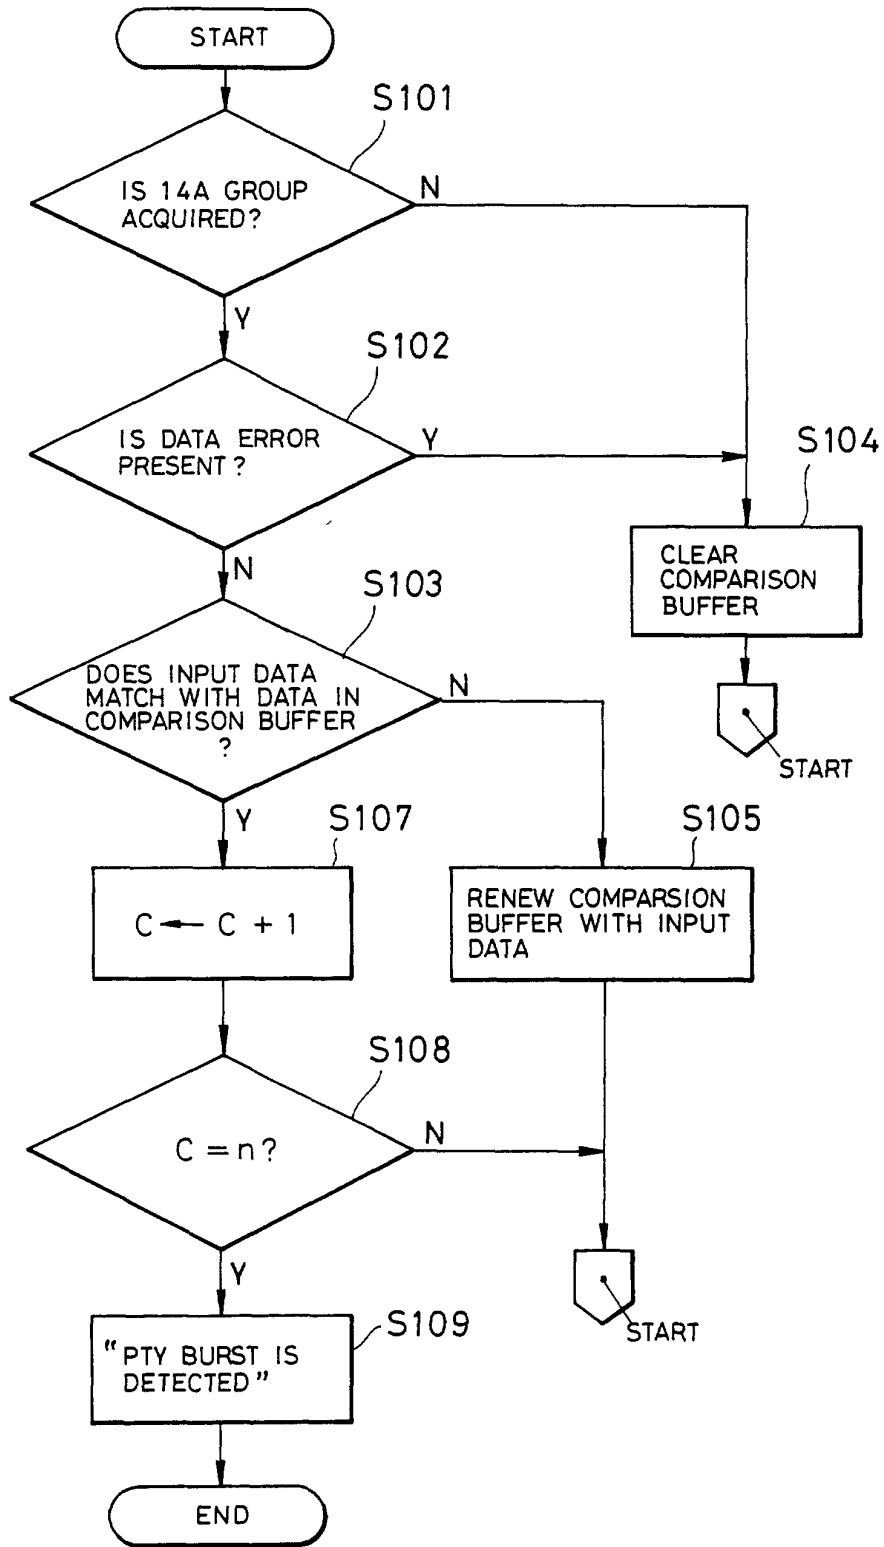 START
S101
IS 14A GROUP
ACQUIRED?
N
Y
S102
IS DATA ERROR
PRESENT?
Y
N
S104
CLEAR
COMPARISON
BUFFER
START
S103
DOES INPUT DATA
MATCH WITH DATA IN
COMPARISON BUFFER
?
N
Y
S107
C ← C + 1
S105
RENEW COMPARSION
BUFFER WITH INPUT
DATA
S108
C = n?
N
Y
START
S109
"PTY BURST IS
DETECTED"
END